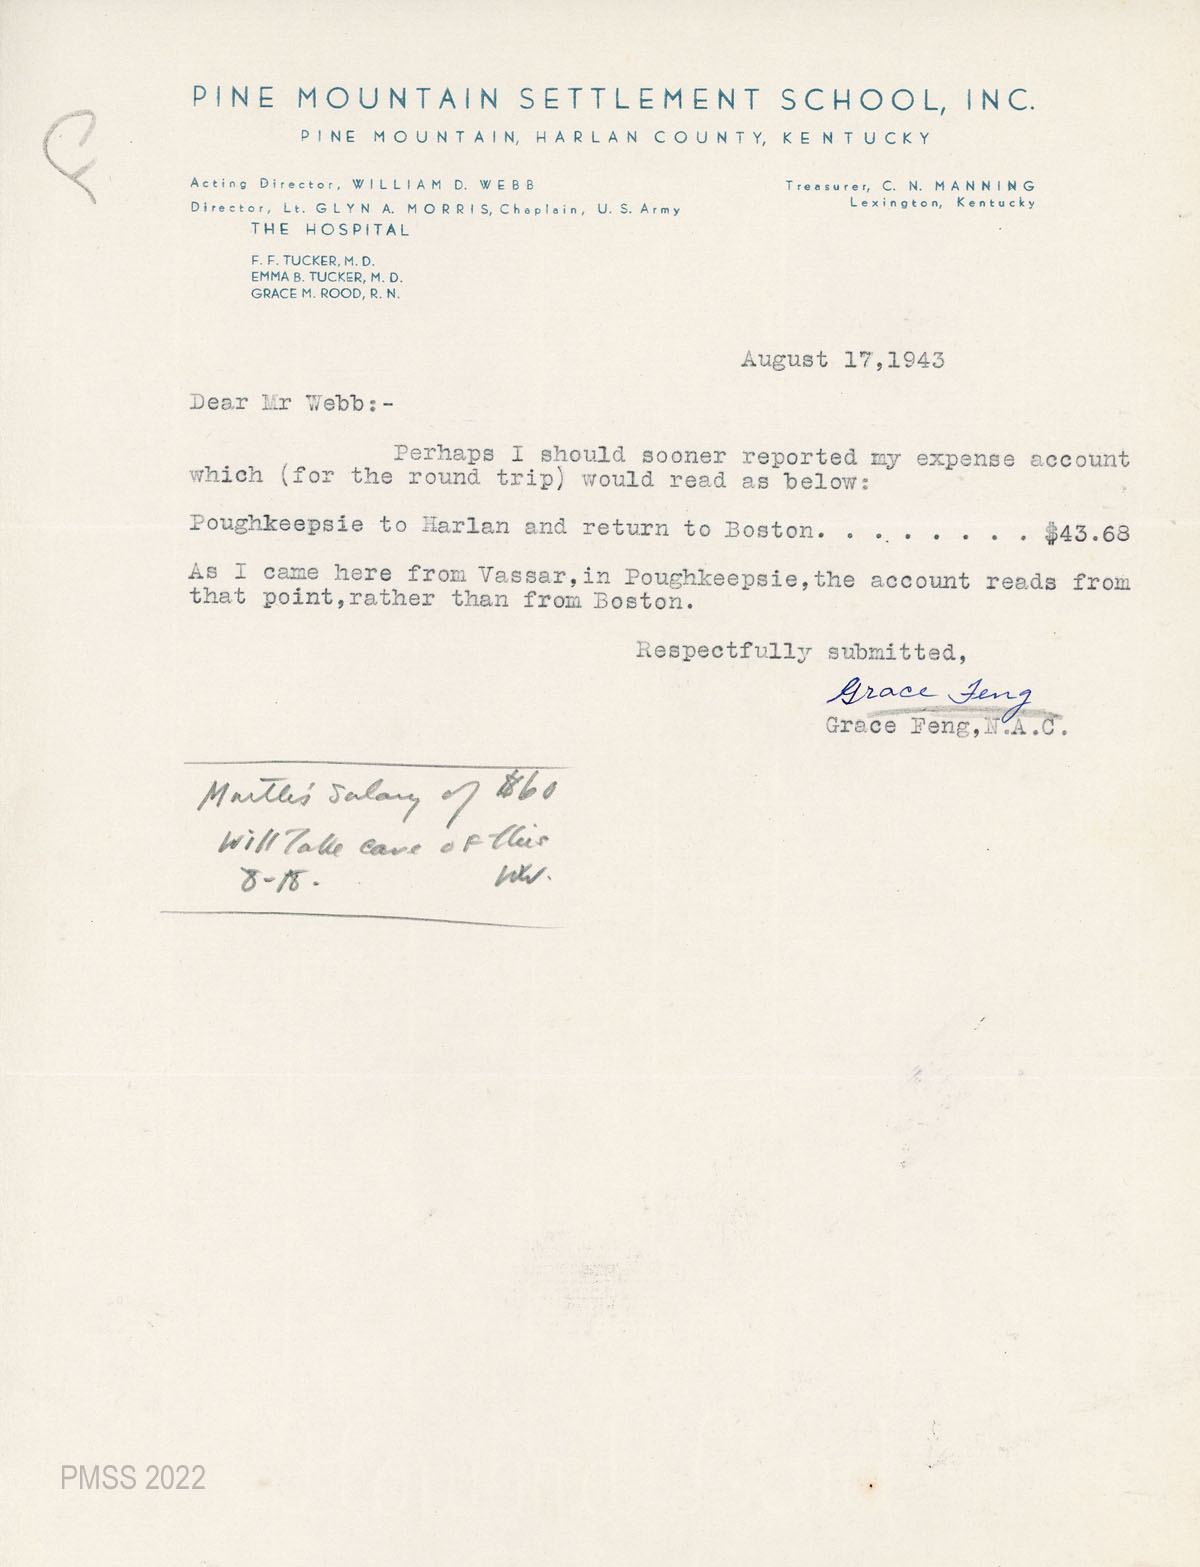 PINE MOUNTAIN SETTLEMENT SCHOOL, INC.
PINE MOUNTAIN, HARLAN COUNTY, KENTUCKY
Acting Director, WILLIAM D. WEBB
Treasurer, C. N. MANNING
Director, Lt. GLYN A. MORRIS, Chaplain, U. S. Army
Lexington, Kentucky
THE HOSPITAL
F. F. TUCKER, M. D.
EMMA B. TUCKER, M. D.
GRACE M. ROOD, R. N.
August 17,1943
Dear Mr Webb:-
Perhaps I should sooner reported my expense account
which (for the round trip) would read as below:
Poughkeepsie to Harlan and return to Boston. . . . . . . . $43.68
As I came here from Vassar,in Poughkeepsie,the account reads from
that point,rather than from Boston.
Respectfully submitted,
Grace Feng
Grace Feng,N.A.C.
Month's salary of $60
Will Take care of this
8-18. WW.
PMSS 2022